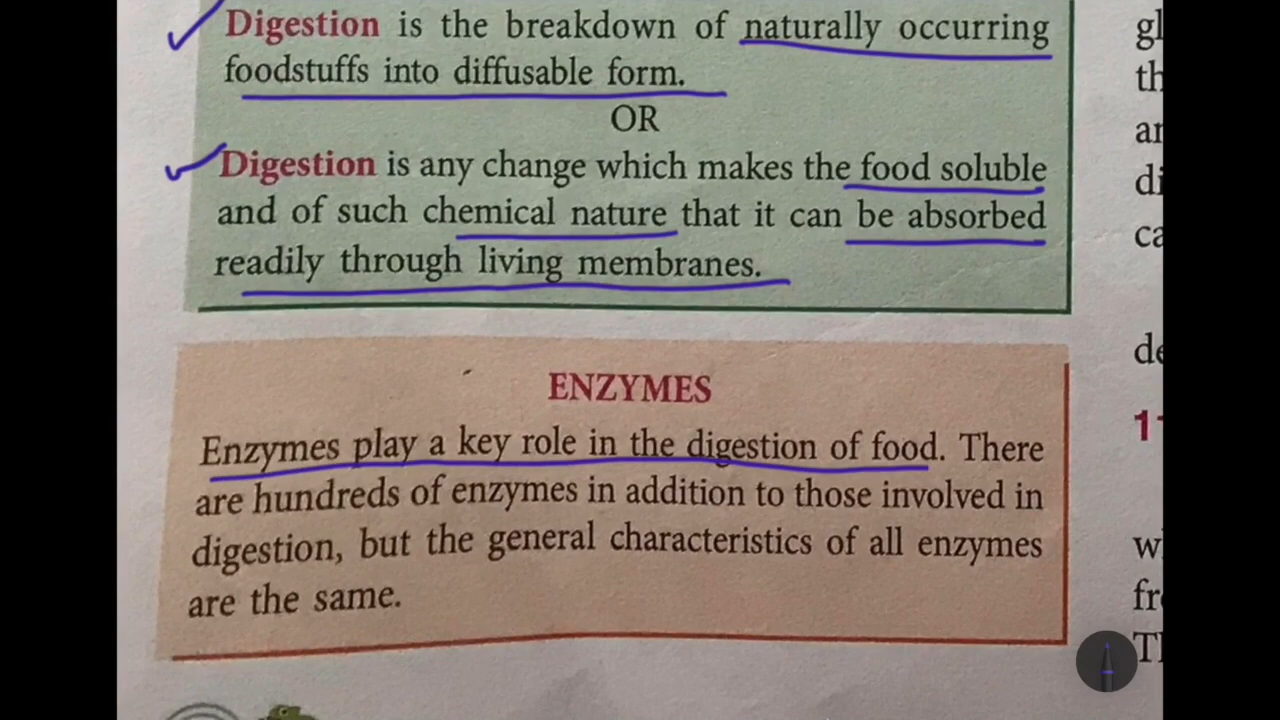 Digestion is the breakdown of naturally occurring
foodstuffs into diffusable form.
OR
Digestion is any change which makes the food soluble
and of such chemical nature that it can be absorbed
readily through living membranes.
ENZYMES
Enzymes play a key role in the digestion of food. There
are hundreds of enzymes in addition to those involved in
digestion, but the general characteristics of all enzymes
are the same.